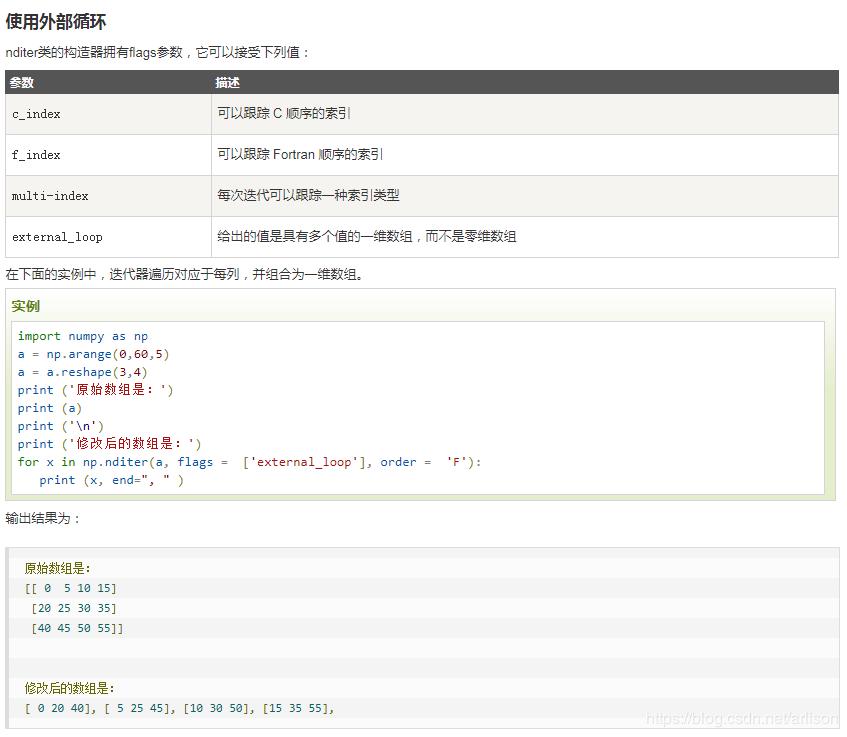 使用外部循环
nditer类的构造器拥有flags参数，它可以接受下列值：
参数 描述
c_index 可以跟踪 C 顺序的索引
f_index 可以跟踪 Fortran 顺序的索引
multi-index 每次迭代可以跟踪一种索引类型
external_loop 给出的值是具有多个值的一维数组，而不是零维数组
在下面的实例中，迭代器遍历对应于每列，并组合为一维数组。
实例
import numpy as np
a = np.arange(0,60,5)
a = a.reshape(3,4)
print ('原始数组是：')
print (a)
print ('\n')
print ('修改后的数组是：')
for x in np.nditer(a, flags =  ['external_loop'], order =  'F'):
   print (x, end=", " )
输出结果为：
原始数组是：
[[ 0  5 10 15]
 [20 25 30 35]
 [40 45 50 55]]
修改后的数组是：
[ 0 20 40], [ 5 25 45], [10 30 50], [15 35 55],
https://blog.csdn.net/arlison